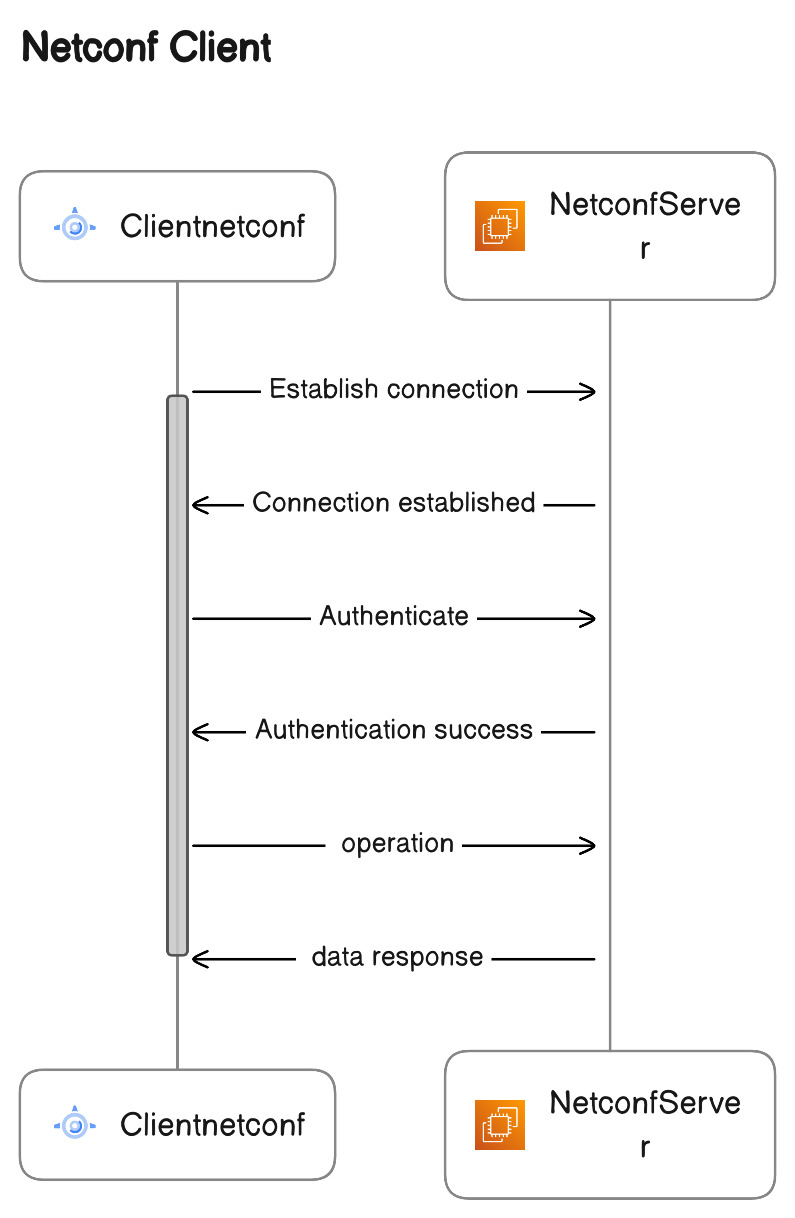 Netconf Client
Clientnetconf
NetconfServe
r
Establish connection
Connection established
Authenticate
Authentication success
operation
data response
Clientnetconf
NetconfServe
r